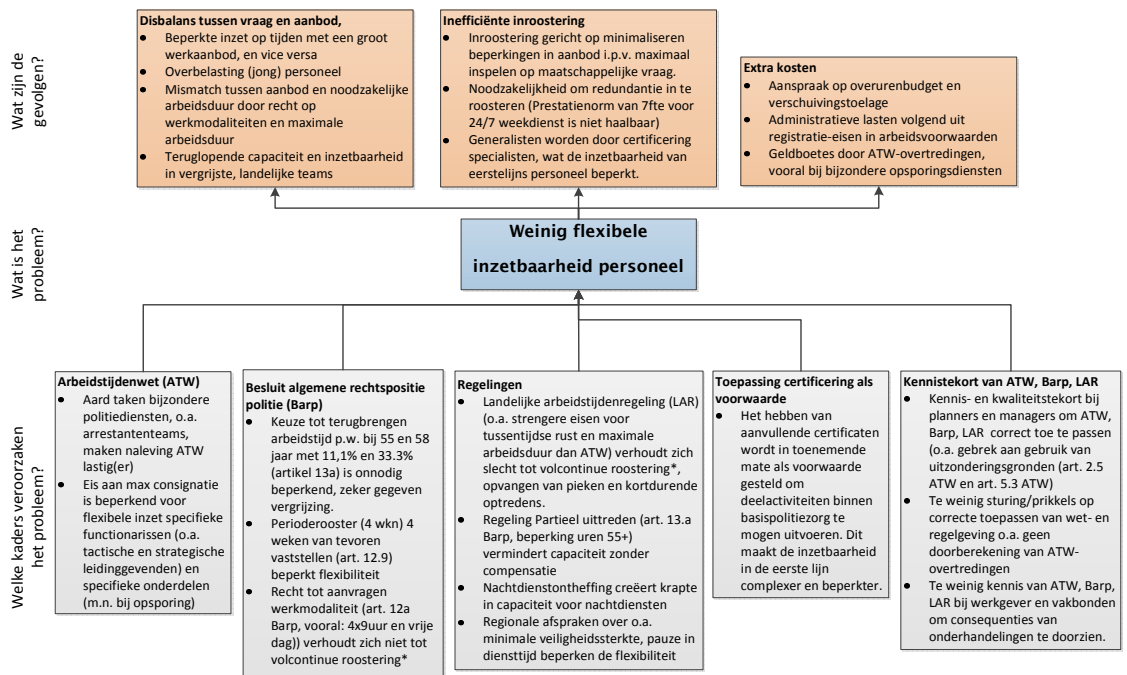 Wat zijn de
gevolgen?
Disbalans tussen vraag en aanbod,
• Beperkte inzet op tijden met een groot
werkaanbod, en vice versa
• Overbelasting (jong) personeel
• Mismatch tussen aanbod en noodzakelijke
arbeidsduur door recht op
werkmodaliteiten en maximale
arbeidsduur
• Teruglopende capaciteit en inzetbaarheid
in vergrijste, landelijke teams
Inefficiënte inroostering
• Inroostering gericht op minimaliseren
beperkingen in aanbod i.p.v. maximaal
inspelen op maatschappelijke vraag.
• Noodzakelijkheid om redundantie in te
roosteren (Prestatienorm van 7fte voor
24/7 weekdienst is niet haalbaar)
• Generalisten worden door certificering
specialisten, wat de inzetbaarheid van
eerstelijns personeel beperkt.
Extra kosten
• Aanspraak op overurenbudget en
verschuivingstoelage
• Administratieve lasten volgend uit
registratie-eisen in arbeidsvoorwaarden
• Geldboetes door ATW-overtredingen,
vooral bij bijzondere opsporingsdiensten
Wat is het
probleem?
Weinig flexibele
inzetbaarheid personeel
Welke kaders veroorzaken
het probleem?
Arbeidstijdenwet (ATW)
• Aard taken bijzondere
politiediensten, o.a.
arrestantenteams,
maken naleving ATW
lastig(er)
• Eis aan max consignatie
is beperkend voor
flexibele inzet specifieke
functionarissen (o.a.
tactische en strategische
leidinggevenden) en
specifieke onderdelen
(m.n. bij opsporing)
Besluit algemene rechtspositie
politie (Barp)
• Keuze tot terugbrengen
arbeidstijd p.w. bij 55 en 58
jaar met 11,1% en 33.3%
(artikel 13a) is onnodig
beperkend, zeker gegeven
vergrijzing.
• Perioderooster (4 wkn) 4
weken van tevoren
vaststellen (art. 12.9)
beperkt flexibiliteit
• Recht tot aanvragen
werkmodaliteit (art. 12a
Barp, vooral: 4x9uur en vrije
dag)) verhoudt zich niet tot
volcontinue roostering*
Regelingen
• Landelijke arbeidstijdenregeling (LAR)
(o.a. strengere eisen voor
tussentijdse rust en maximale
arbeidsduur dan ATW) verhoudt zich
slecht tot volcontinue roostering*,
opvangen van pieken en kortdurende
optredens.
• Regeling Partieel uittreden (art. 13.a
Barp, beperking uren 55+)
vermindert capaciteit zonder
compensatie
• Nachtdienstontheffing creëert krapte
in capaciteit voor nachtdiensten
• Regionale afspraken over o.a.
minimale veiligheidssterkte, pauze in
diensttijd beperken de flexibiliteit
Toepassing certificering als
voorwaarde
• Het hebben van
aanvullende certificaten
wordt in toenemende
mate als voorwaarde
gesteld om
deelactiviteiten binnen
basispolitiezorg te
mogen uitvoeren. Dit
maakt de inzetbaarheid
in de eerste lijn
complexer en beperkter.
Kennistekort van ATW, Barp, LAR
• Kennis- en kwaliteitstekort bij
planners en managers om ATW,
Barp, LAR correct toe te passen
(o.a. gebrek aan gebruik van
uitzonderingsgronden (art. 2.5
ATW en art. 5.3 ATW)
• Te weinig sturing/prikkels op
correcte toepassen van wet- en
regelgeving o.a. geen
doorberekening van ATW-
overtredingen
• Te weinig kennis van ATW, Barp,
LAR bij werkgever en vakbonden
om consequenties van
onderhandelingen te doorzien.